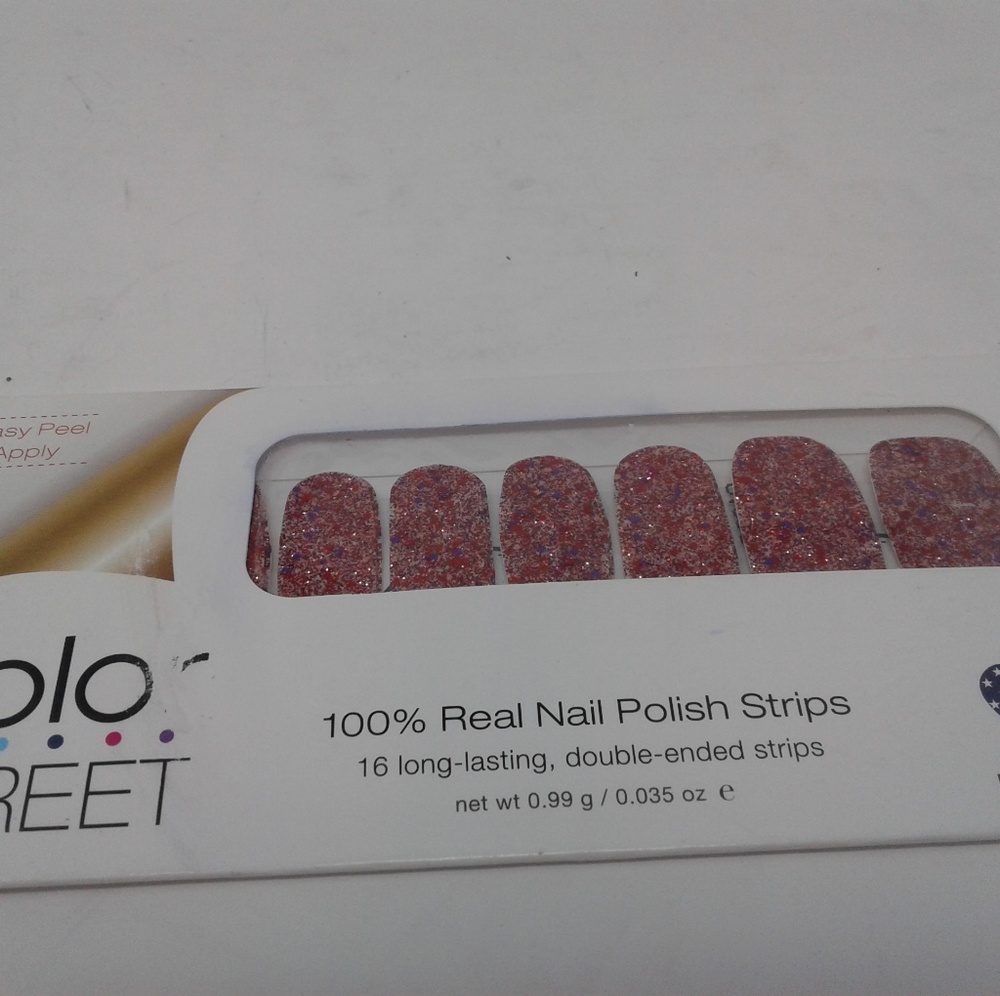 asy Peel
Apply
olor
REET
100% Real Nail Polish Strips
16 long-lasting, double-ended strips
net wt 0.99 g / 0.035 oz ℮